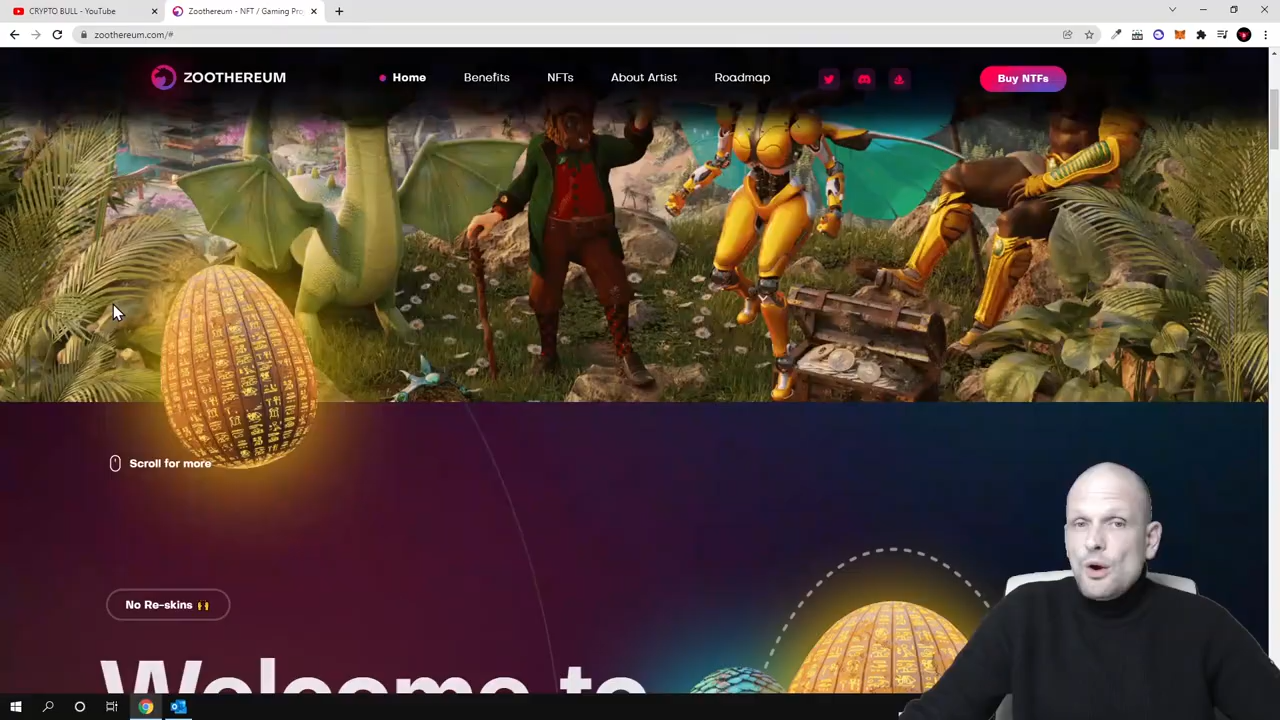 CRYPTO BULL - YouTube
Zoothereum - NFT / Gaming Pro
zoothereum.com/#
ZOOTHEREUM
Home
Benefits
NFTs
About Artist
Roadmap
Buy NTFs
Scroll for more
No Re-skins
Welcome to